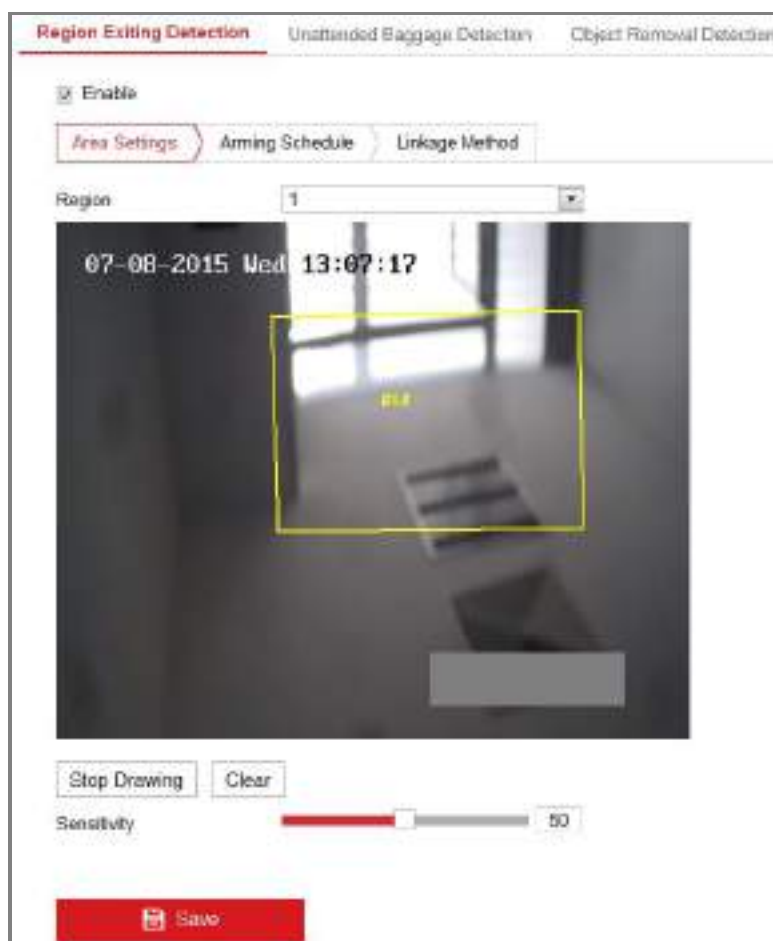 Region Exiting Detection Unattended Baggage Detection Object Removal Detection
Enable
Area Settings Arming Schedule Linkage Method
Region 1
07-08-2015 Wed 13:07:17
Stop Drawing Clear
Sensitivity 50
Save